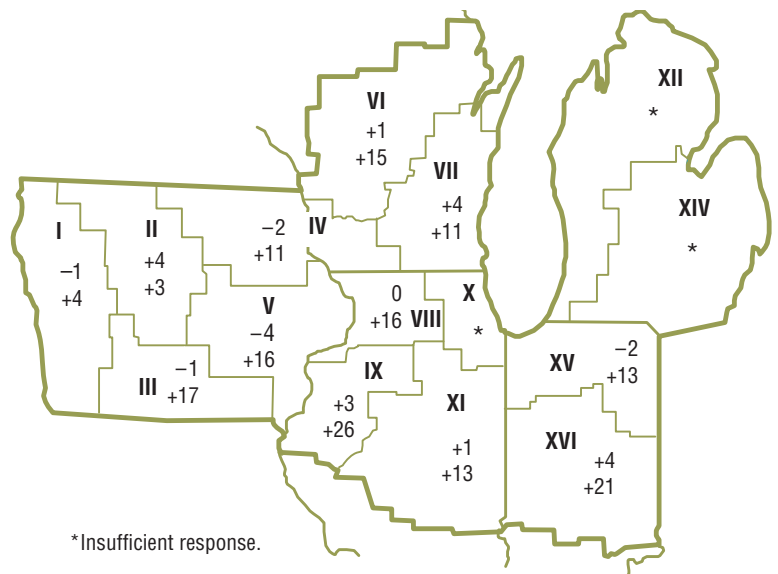 XII
*
VI
+1
+15
VII
+4
+11
XIV
*
I
−1
+4
II
+4
+3
−2
+11
IV
V
−4
+16
0
+16
VIII
X
*
III
−1
+17
IX
+3
+26
XI
+1
+13
XV
−2
+13
XVI
+4
+21
*Insufficient response.